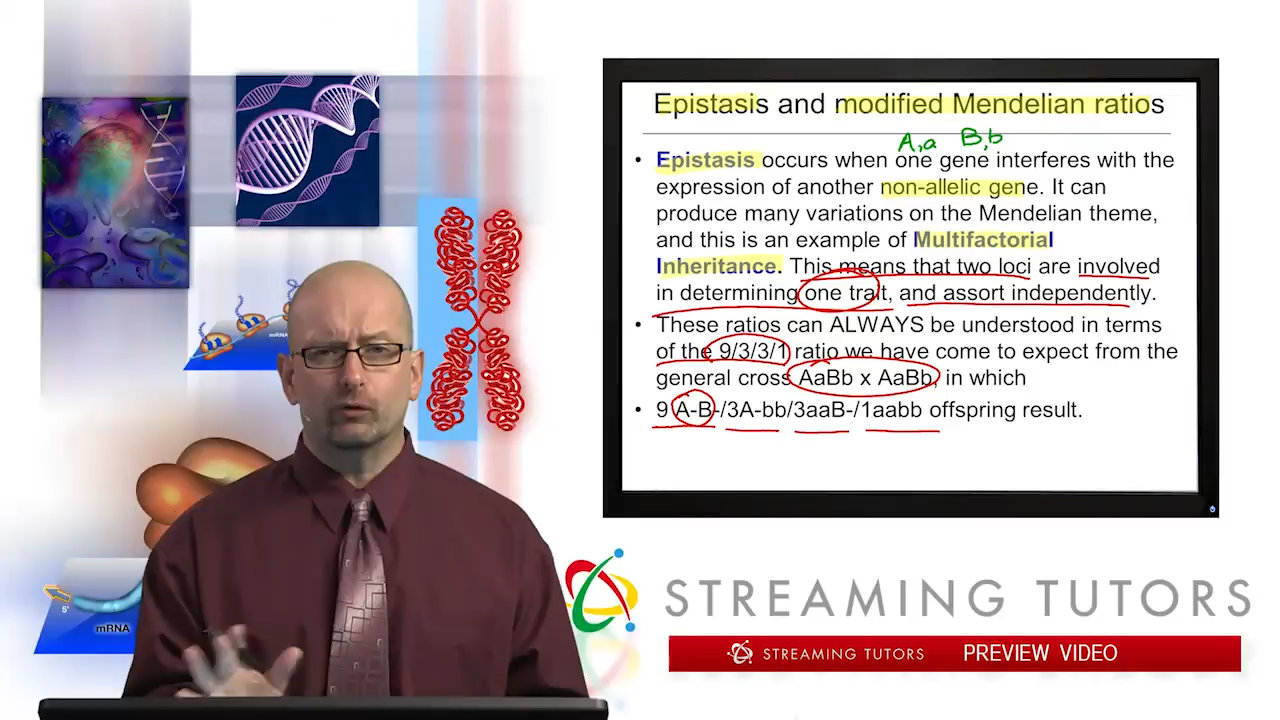 Epistasis and modified Mendelian ratios
A,a B,b
• Epistasis occurs when one gene interferes with the
expression of another non-allelic gene. It can
produce many variations on the Mendelian theme,
and this is an example of Multifactorial
Inheritance. This means that two loci are involved
in determining one trait, and assort independently.
• These ratios can ALWAYS be understood in terms
of the 9/3/3/1 ratio we have come to expect from the
general cross AaBb x AaBb, in which
• 9 A-B-/3A-bb/3aaB-/1aabb offspring result.
mRNA
5'
mRNA
STREAMING TUTORS
STREAMING TUTORS PREVIEW VIDEO